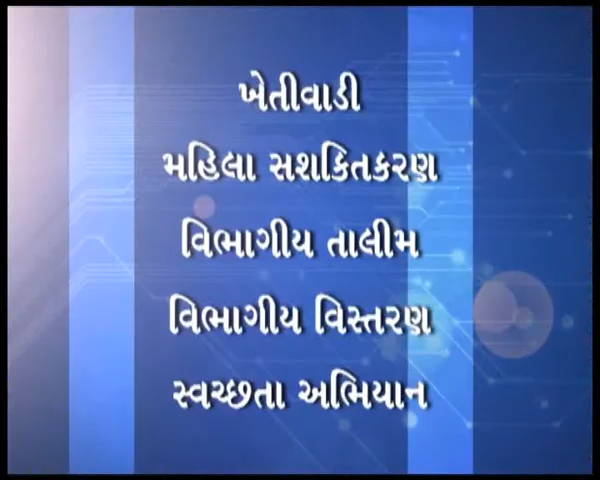 ખેતીવાડી
મહિલા સશકિતકરણ
વિભાગીય તાલીમ
વિભાગીય વિસ્તરણ
સ્વચ્છતા અભિયાન